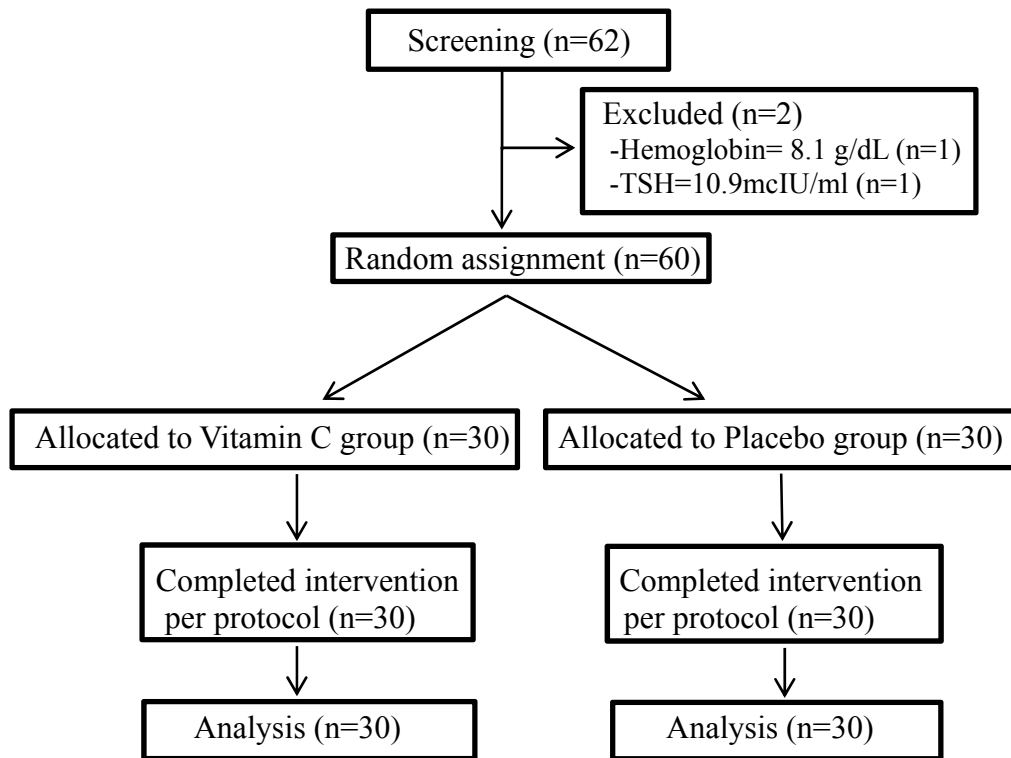 Screening (n=62)
Excluded (n=2)
-Hemoglobin= 8.1 g/dL (n=1)
-TSH=10.9mcIU/ml (n=1)
Random assignment (n=60)
Allocated to Vitamin C group (n=30)
Allocated to Placebo group (n=30)
Completed intervention
per protocol (n=30)
Completed intervention
per protocol (n=30)
Analysis (n=30)
Analysis (n=30)